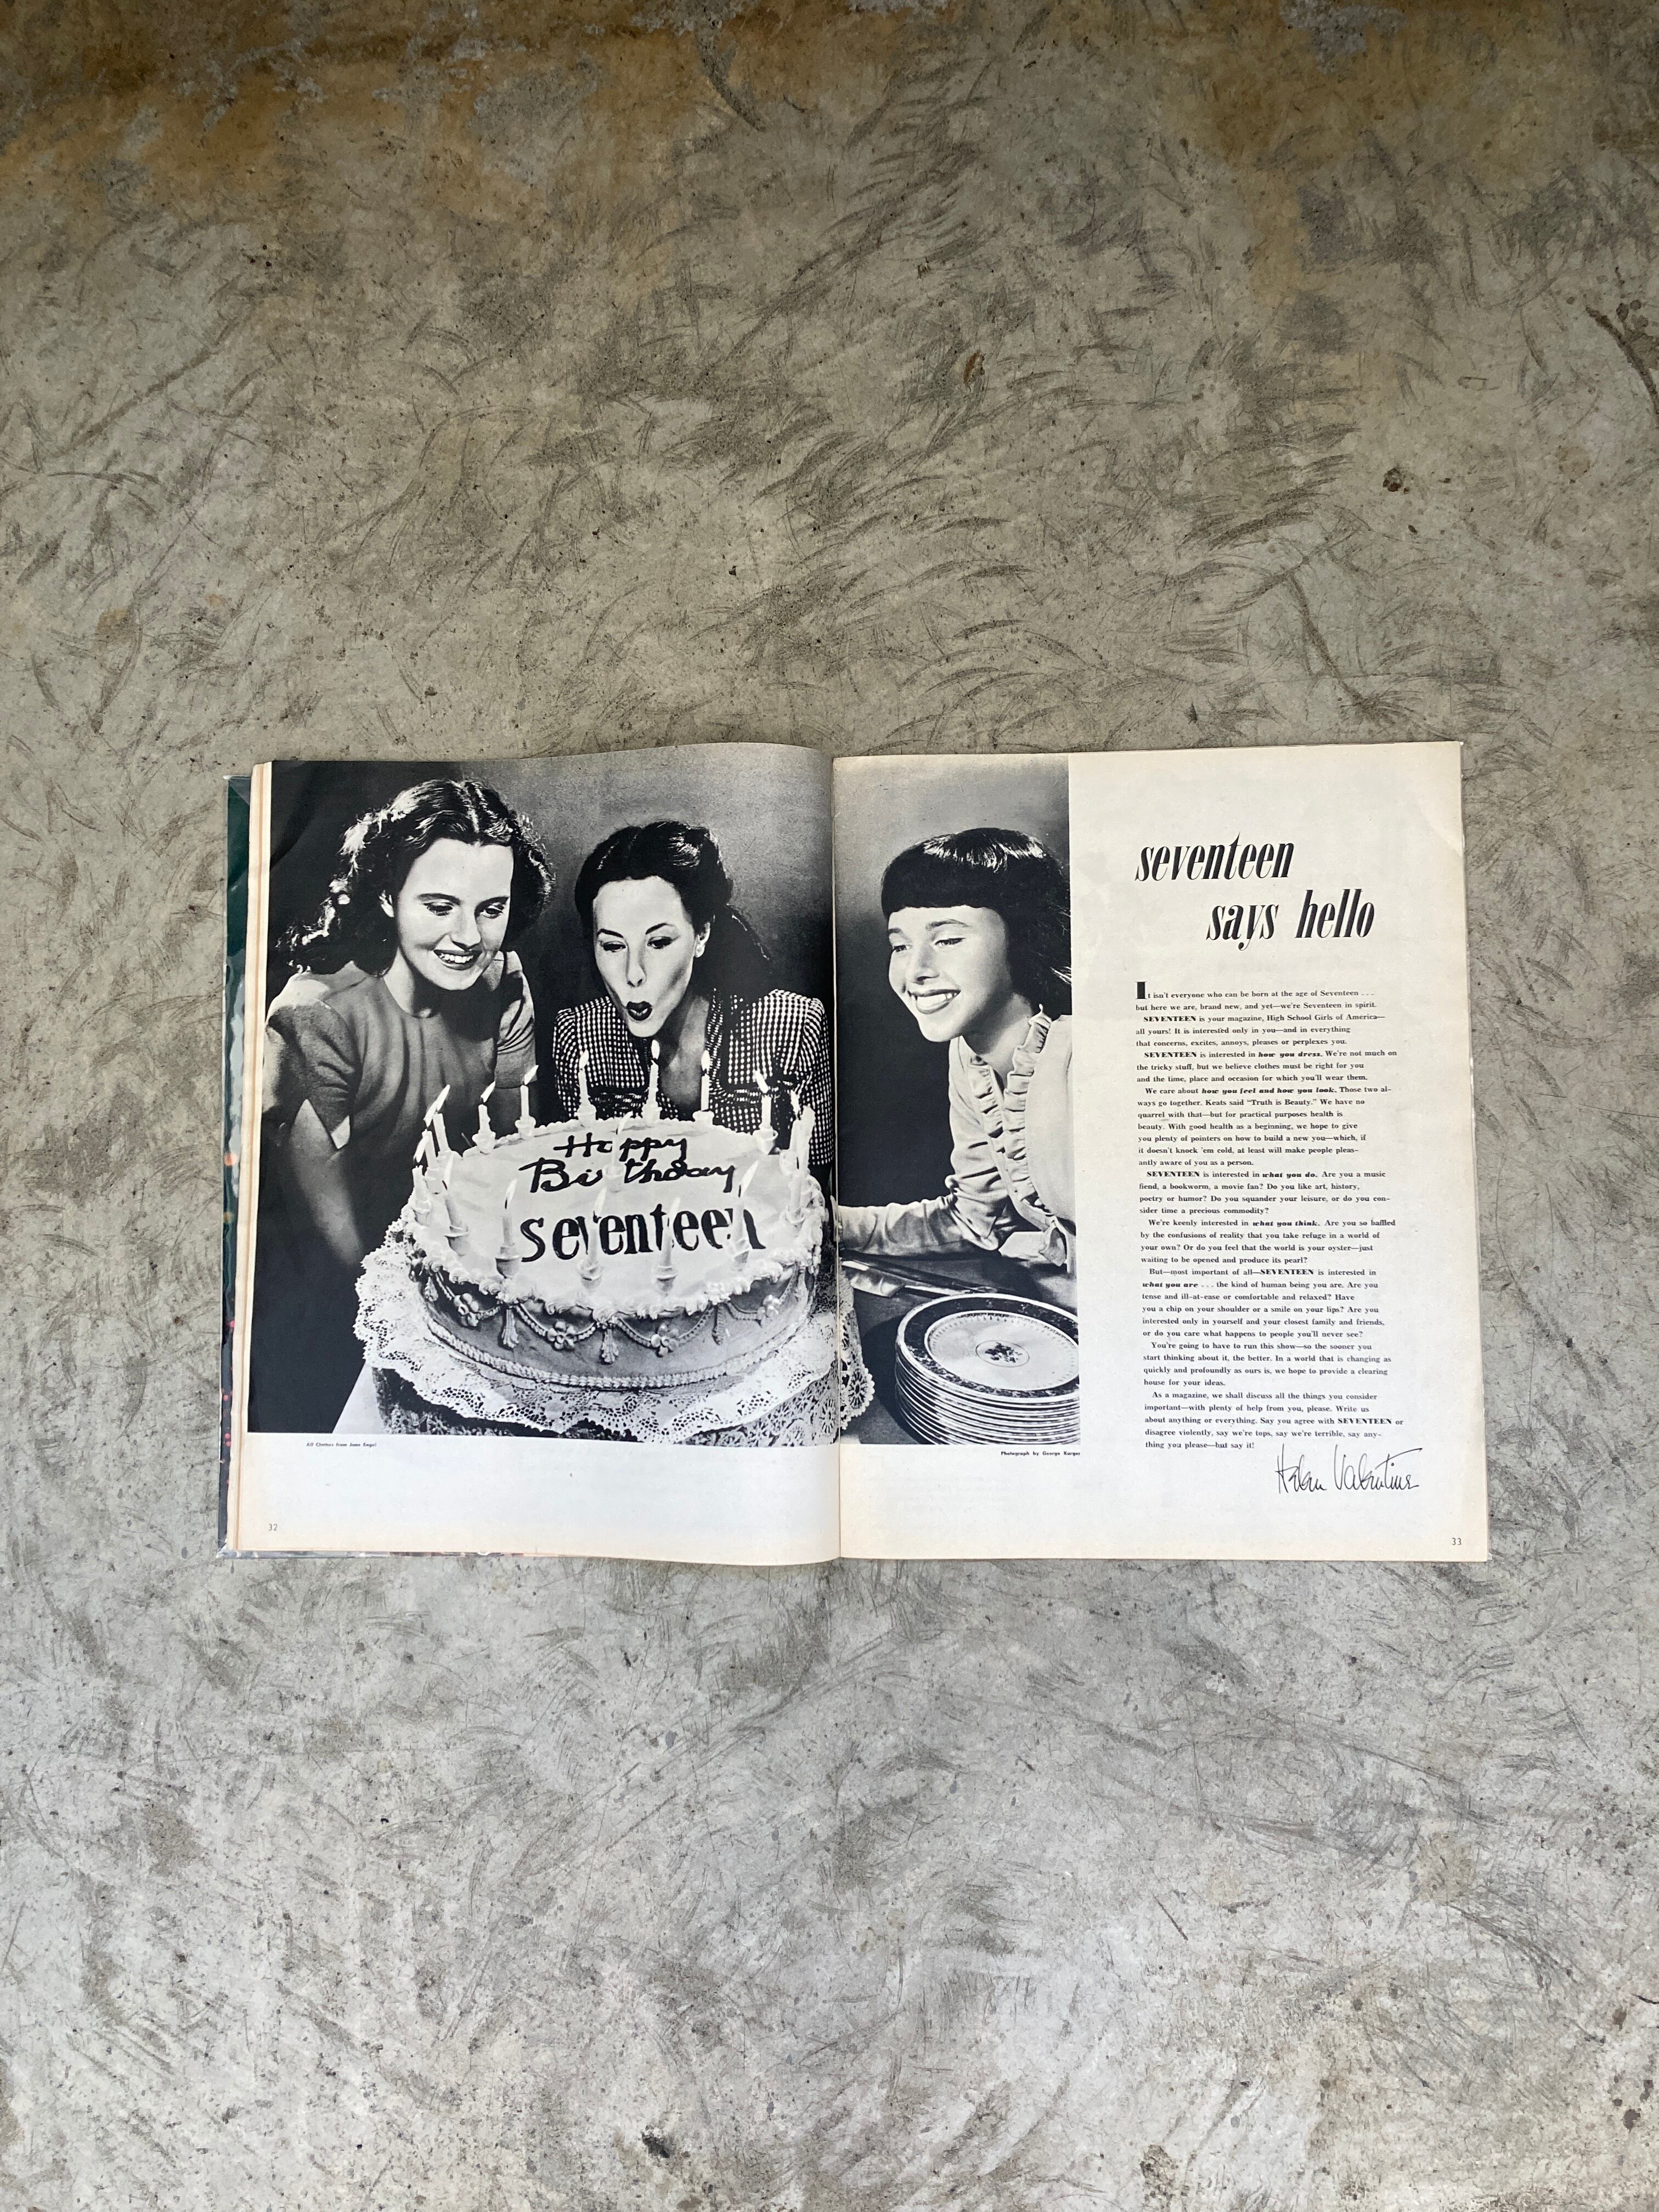 Happy
Birthday
seventeen
All Clothes from Jane Engel
32
Photograph by George Karger
seventeen
says hello
It isn't everyone who can be born at the age of Seventeen . . .
but here we are, brand new, and yet—we're Seventeen in spirit.
SEVENTEEN is your magazine, High School Girls of America—
all yours! It is interested only in you—and in everything
that concerns, excites, annoys, pleases or perplexes you.
SEVENTEEN is interested in how you dress. We're not much on
the tricky stuff, but we believe clothes must be right for you
and the time, place and occasion for which you'll wear them.
We care about how you feel and how you look. Those two al-
ways go together. Keats said "Truth is Beauty." We have no
quarrel with that—but for practical purposes health is
beauty. With good health as a beginning, we hope to give
you plenty of pointers on how to build a new you—which, if
it doesn't knock 'em cold, at least will make people pleas-
antly aware of you as a person.
SEVENTEEN is interested in what you do. Are you a music
fiend, a bookworm, a movie fan? Do you like art, history,
poetry or humor? Do you squander your leisure, or do you con-
sider time a precious commodity?
We're keenly interested in what you think. Are you so baffled
by the confusions of reality that you take refuge in a world of
your own? Or do you feel that the world is your oyster—just
waiting to be opened and produce its pearl?
But—most important of all—SEVENTEEN is interested in
what you are . . . the kind of human being you are. Are you
tense and ill-at-ease or comfortable and relaxed? Have
you a chip on your shoulder or a smile on your lips? Are you
interested only in yourself and your closest family and friends,
or do you care what happens to people you'll never see?
You're going to have to run this show—so the sooner you
start thinking about it, the better. In a world that is changing as
quickly and profoundly as ours is, we hope to provide a clearing
house for your ideas.
As a magazine, we shall discuss all the things you consider
important—with plenty of help from you, please. Write us
about anything or everything. Say you agree with SEVENTEEN or
disagree violently, say we're tops, say we're terrible, say any-
thing you please—but say it!
Helen Valentine
33